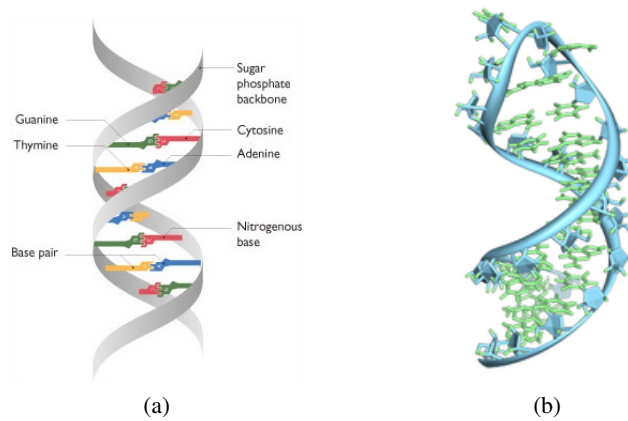 Sugar
phosphate
backbone
Guanine
Cytosine
Thymine
Adenine
Nitrogenous
base
Base pair
(a)
(b)